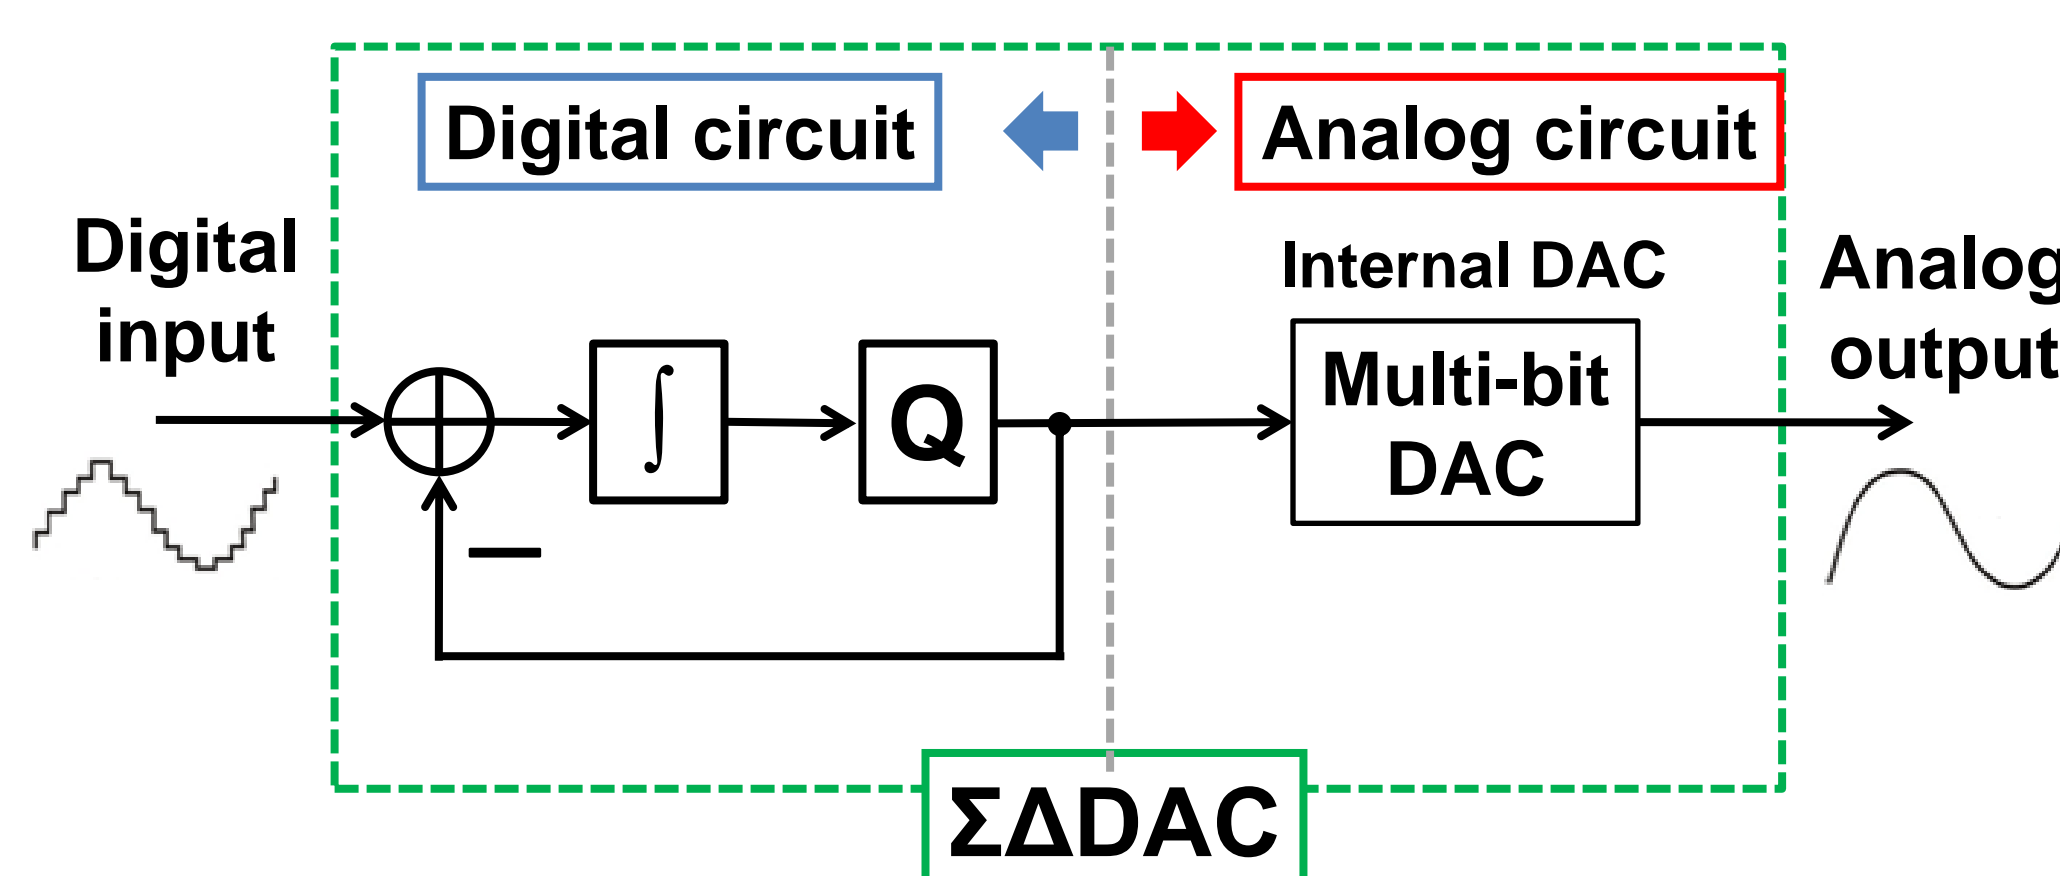 Digital circuit
Analog circuit
Digital
input
Internal DAC
Analog
output
∫
Q
Multi-bit
DAC
−
ΣΔDAC